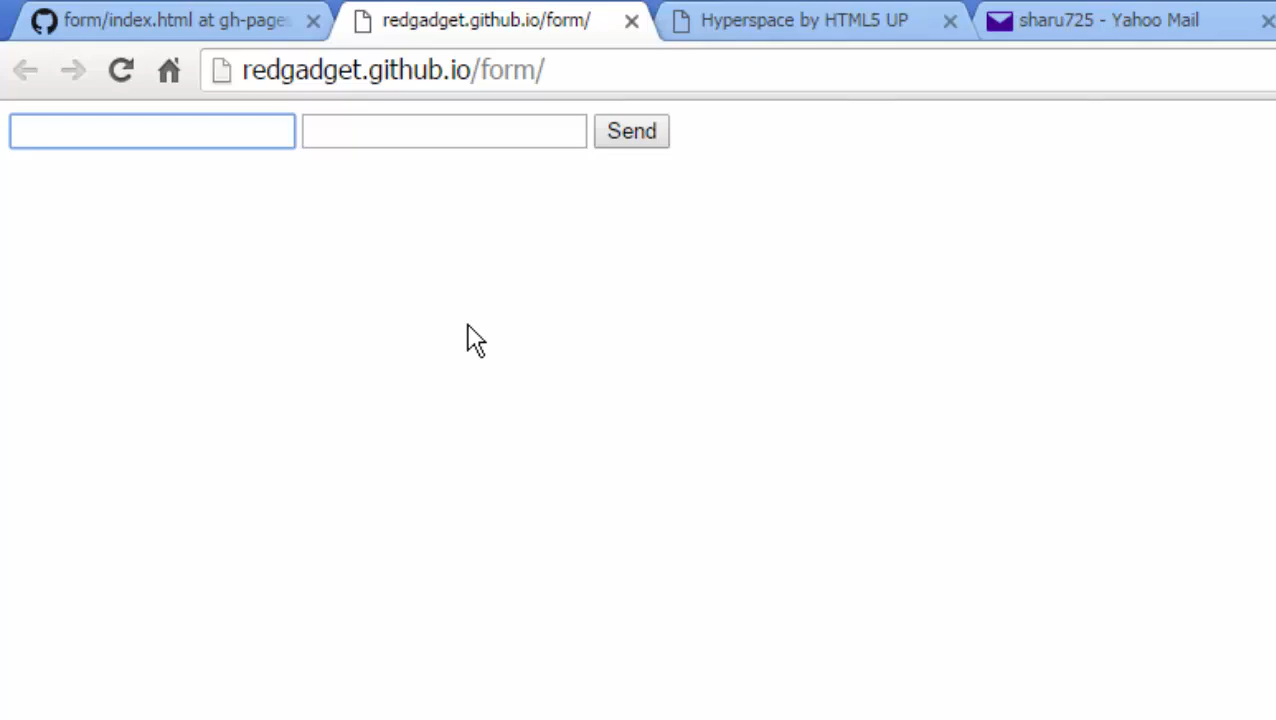 form/index.html at gh-pages
redgadget.github.io/form/
Hyperspace by HTML5 UP
sharu725 - Yahoo Mail
redgadget.github.io/form/
Send